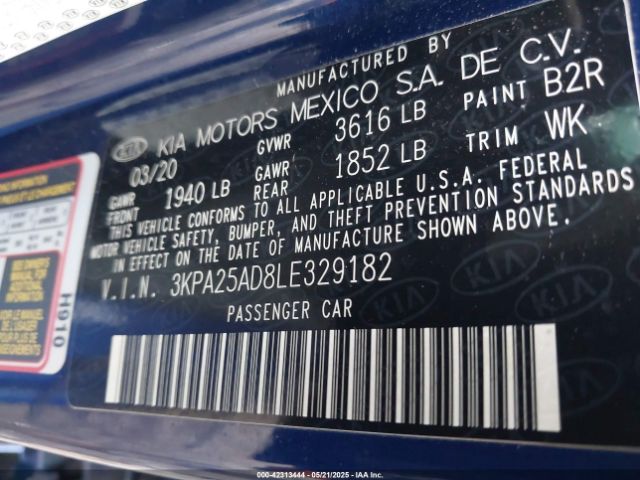 MANUFACTURED BY
KIA KIA MOTORS MEXICO S.A. DE C.V.
03/20 GVWR 3616 LB PAINT B2R
GAWR FRONT 1940 LB GAWR REAR 1852 LB TRIM WK
THIS VEHICLE CONFORMS TO ALL APPLICABLE U.S.A. FEDERAL
MOTOR VEHICLE SAFETY, BUMPER, AND THEFT PREVENTION STANDARDS
IN EFFECT ON THE DATE OF MANUFACTURE SHOWN ABOVE.
V.I.N. 3KPA25AD8LE329182
PASSENGER CAR
H910
000-42313444 - 05/21/2025 - IAA Inc.